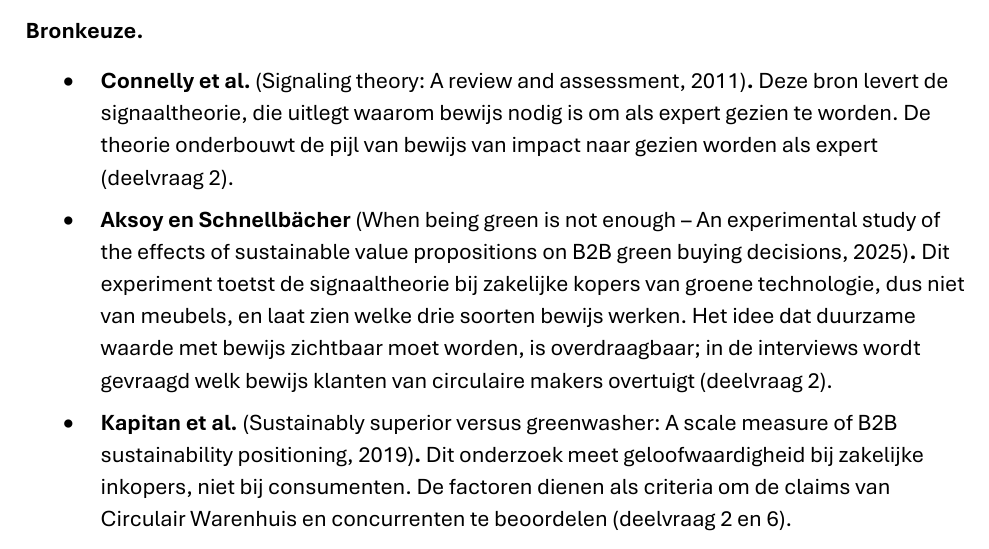 Bronkeuze.
• Connelly et al. (Signaling theory: A review and assessment, 2011). Deze bron levert de
signaaltheorie, die uitlegt waarom bewijs nodig is om als expert gezien te worden. De
theorie onderbouwt de pijl van bewijs van impact naar gezien worden als expert
(deelvraag 2).
• Aksoy en Schnellbächer (When being green is not enough – An experimental study of
the effects of sustainable value propositions on B2B green buying decisions, 2025). Dit
experiment toetst de signaaltheorie bij zakelijke kopers van groene technologie, dus niet
van meubels, en laat zien welke drie soorten bewijs werken. Het idee dat duurzame
waarde met bewijs zichtbaar moet worden, is overdraagbaar; in de interviews wordt
gevraagd welk bewijs klanten van circulaire makers overtuigt (deelvraag 2).
• Kapitan et al. (Sustainably superior versus greenwasher: A scale measure of B2B
sustainability positioning, 2019). Dit onderzoek meet geloofwaardigheid bij zakelijke
inkopers, niet bij consumenten. De factoren dienen als criteria om de claims van
Circulair Warenhuis en concurrenten te beoordelen (deelvraag 2 en 6).